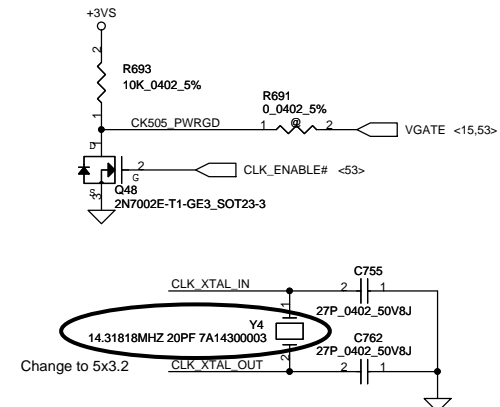 +3VS
2
R693
10K_0402_5%
1
R691
0_0402_5%
CK505_PWRGD
1
@
2
VGATE <15,53>
D
1
2
G
CLK_ENABLE# <53>
S
3
Q48
2N7002E-T1-GE3_SOT23-3
C755
CLK_XTAL_IN
2
1
27P_0402_50V8J
1
Y4
14.31818MHZ 20PF 7A14300003
C762
27P_0402_50V8J
2
Change to 5x3.2
CLK_XTAL_OUT
2
1